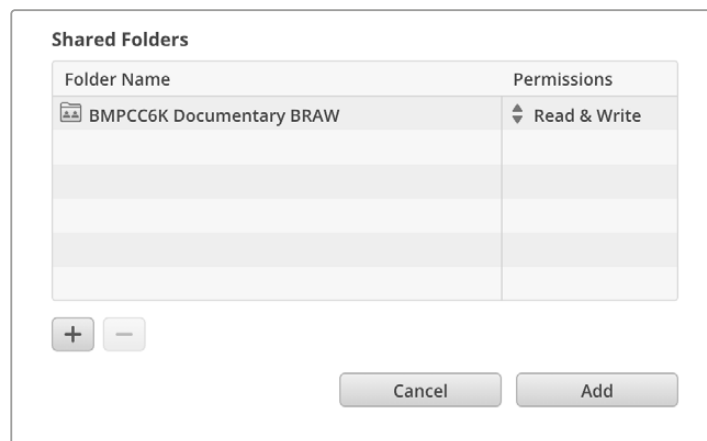 Shared Folders
Folder Name Permissions
BMPCC6K Documentary BRAW Read & Write
Cancel Add